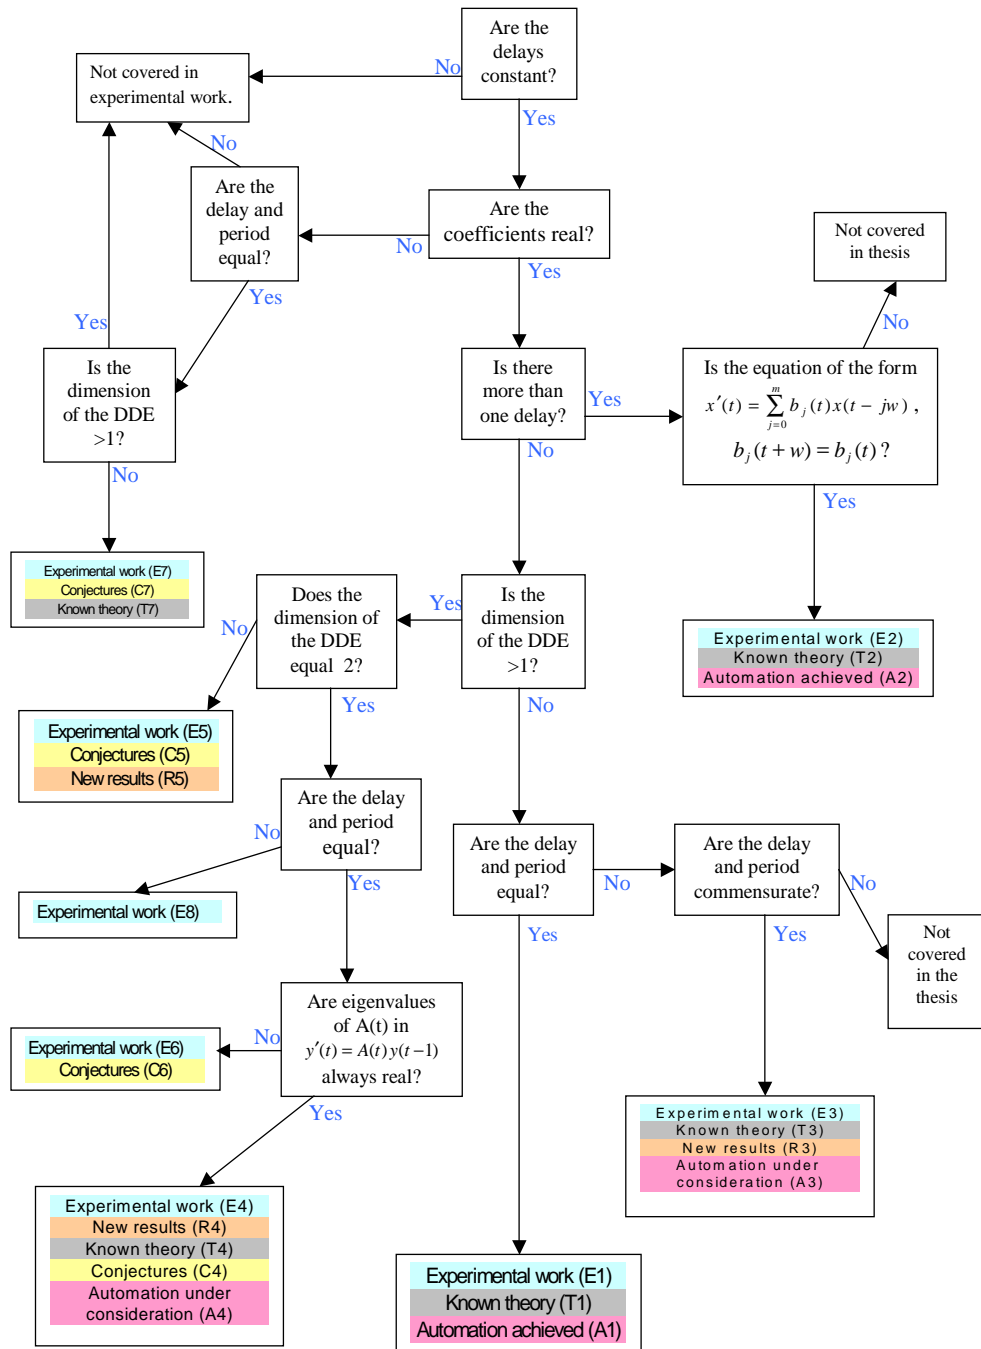 Are the
delays
constant?
No
Not covered in
experimental work.
Yes
No
Are the
delay and
period
equal?
Are the
coefficients real?
No
Not covered
in thesis
Yes
Yes
No
Yes
Is the
dimension
of the DDE
>1?
Is there
more than
one delay?
Yes
Is the equation of the form
x′(t) = ∑_{j=0}^{m} b_j(t)x(t − jw) ,
b_j(t + w) = b_j(t) ?
No
No
Yes
Experimental work (E7)
Conjectures (C7)
Known theory (T7)
Does the
dimension of
the DDE
equal 2?
Yes
Is the
dimension
of the DDE
>1?
No
Experimental work (E2)
Known theory (T2)
Automation achieved (A2)
Yes
No
Experimental work (E5)
Conjectures (C5)
New results (R5)
Are the delay
and period
equal?
No
Are the delay
and period
equal?
No
Are the delay
and period
commensurate?
No
Yes
Experimental work (E8)
Yes
Yes
Not
covered
in the
thesis
Are eigenvalues
of A(t) in
y′(t) = A(t)y(t−1)
always real?
No
Experimental work (E6)
Conjectures (C6)
Yes
Experimental work (E3)
Known theory (T3)
New results (R3)
Automation under
consideration (A3)
Experimental work (E4)
New results (R4)
Known theory (T4)
Conjectures (C4)
Automation under
consideration (A4)
Experimental work (E1)
Known theory (T1)
Automation achieved (A1)